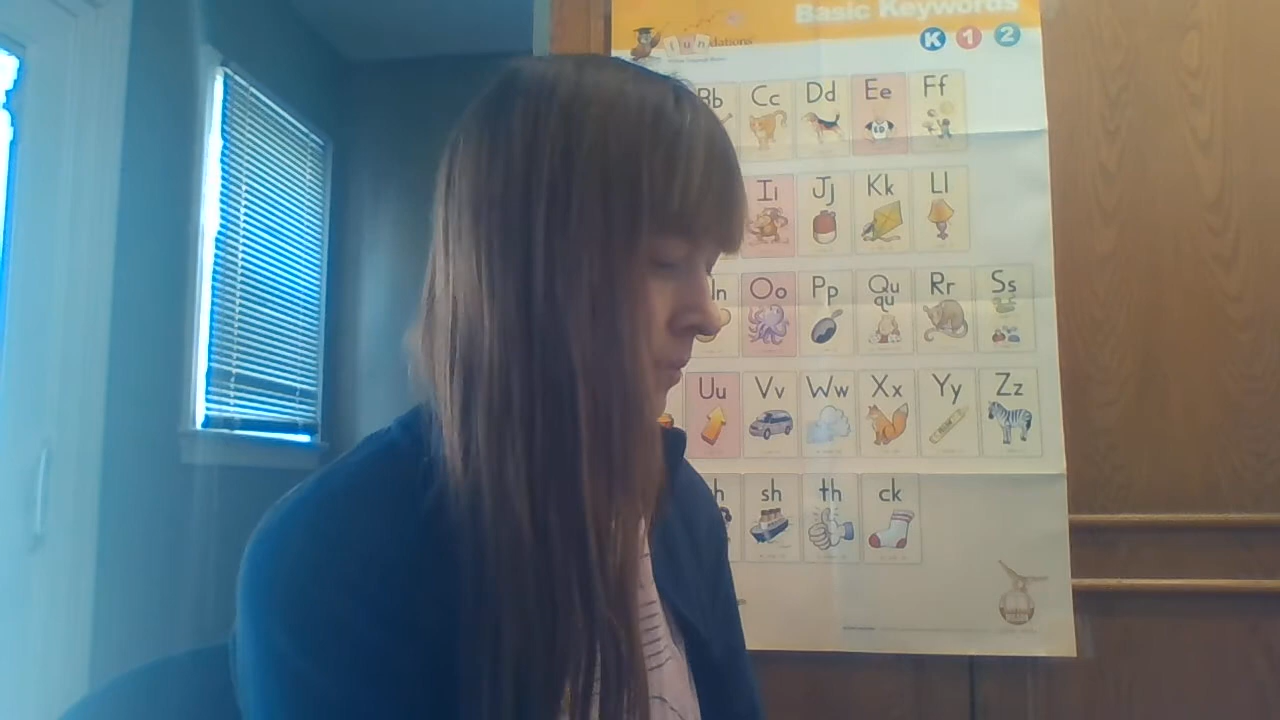 Basic Keywords
fundations
K 1 2
Bb Cc Dd Ee Ff
Ii Jj Kk Ll
Oo Pp Qu qu Rr Ss
Uu Vv Ww Xx Yy Zz
sh th ck